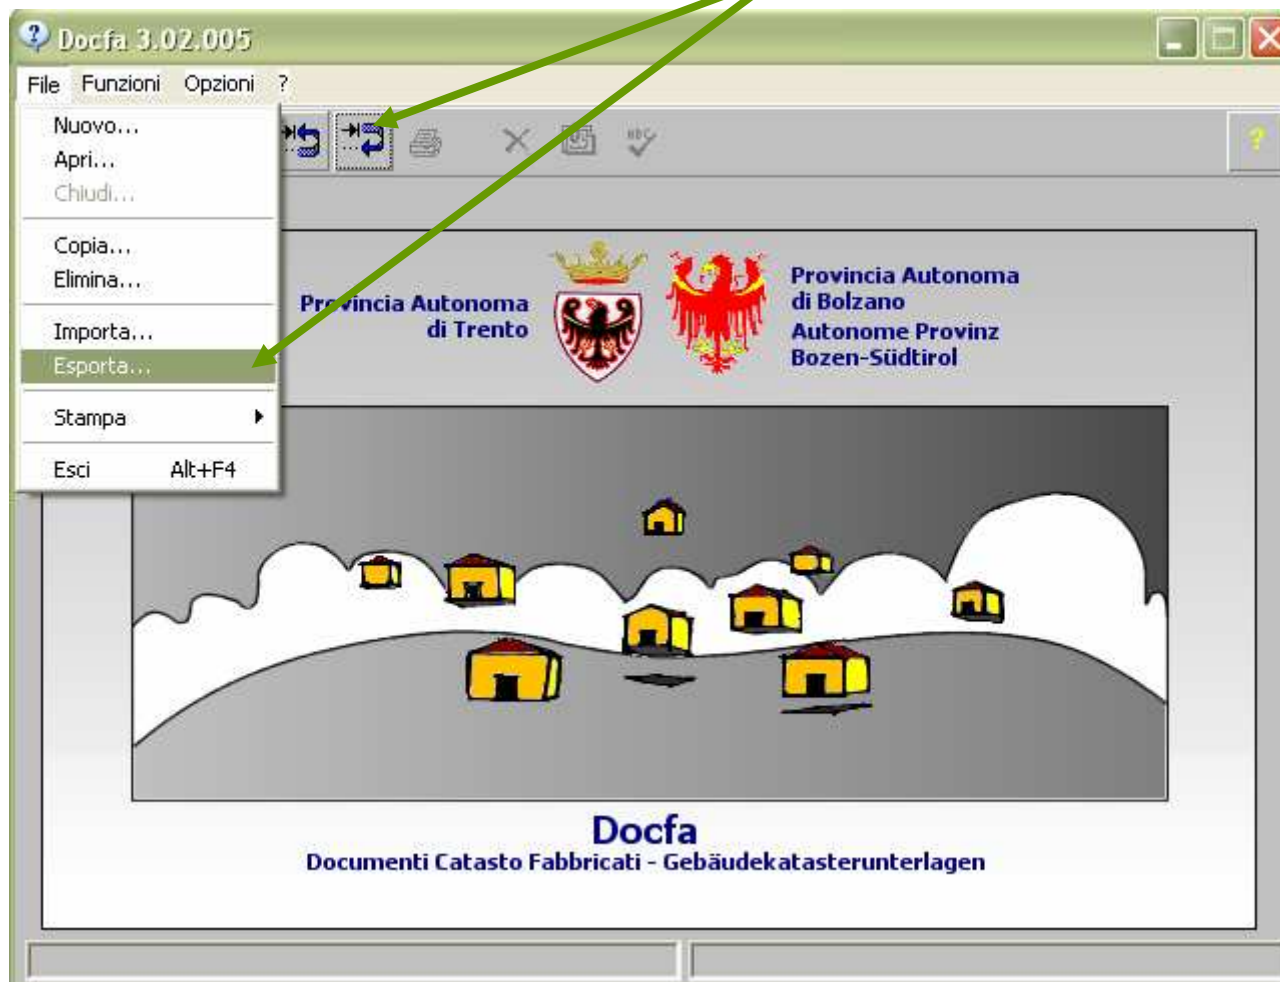 Docfa 3.02.005
File Funzioni Opzioni ?
Nuovo...
Apri...
Chiudi...
Copia...
Elimina...
Importa...
Esporta...
Stampa
Esci Alt+F4
ABC
?
Provincia Autonoma
di Trento
Provincia Autonoma
di Bolzano
Autonome Provinz
Bozen-Südtirol
Docfa
Documenti Catasto Fabbricati - Gebäudekatasterunterlagen